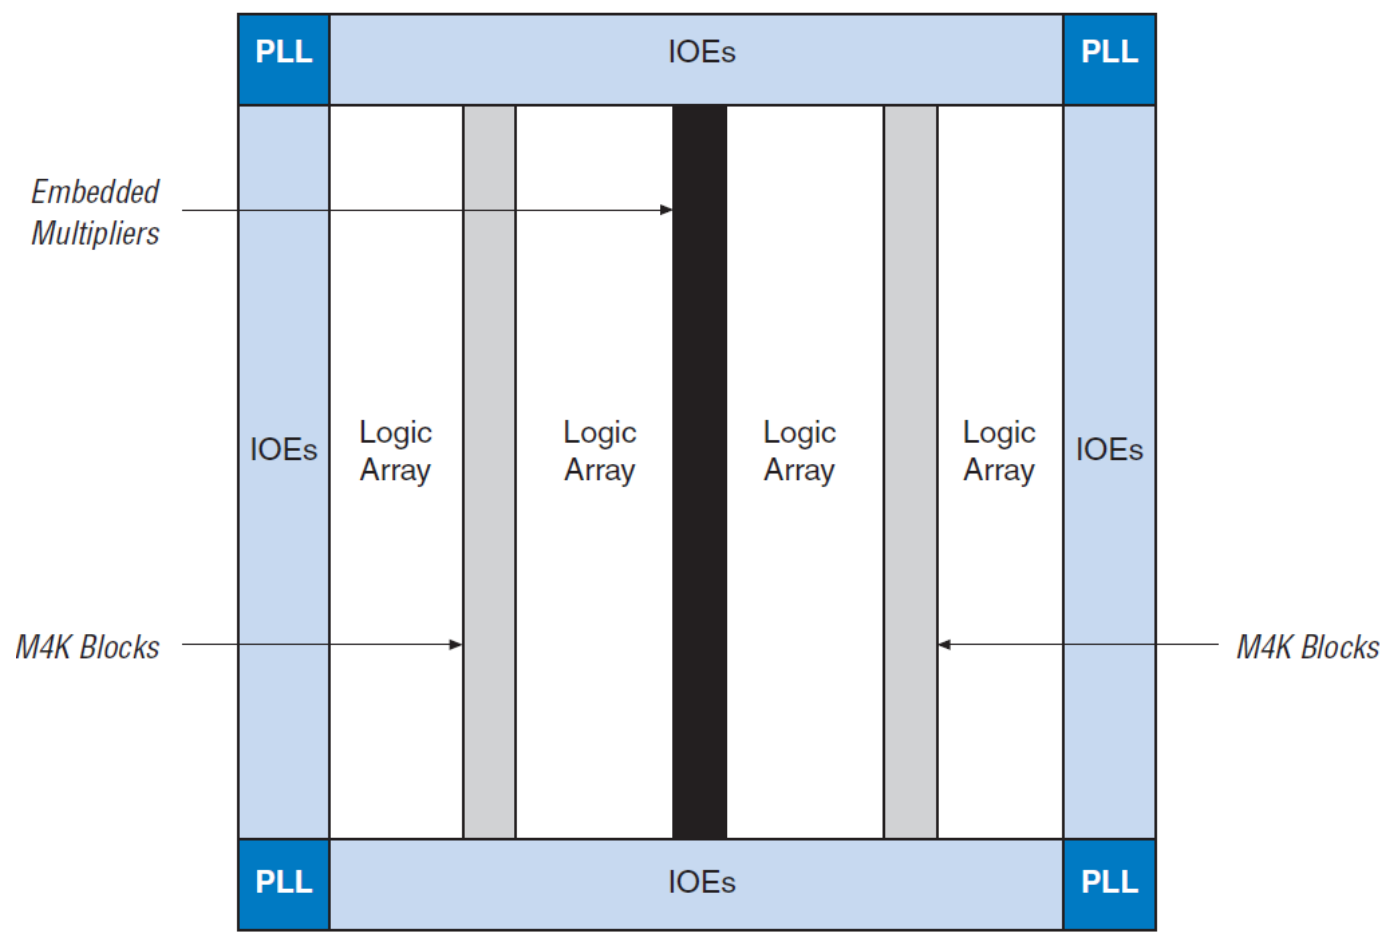 PLL
IOEs
PLL
Embedded
Multipliers
IOEs
Logic
Array
Logic
Array
Logic
Array
Logic
Array
IOEs
M4K Blocks
M4K Blocks
PLL
IOEs
PLL